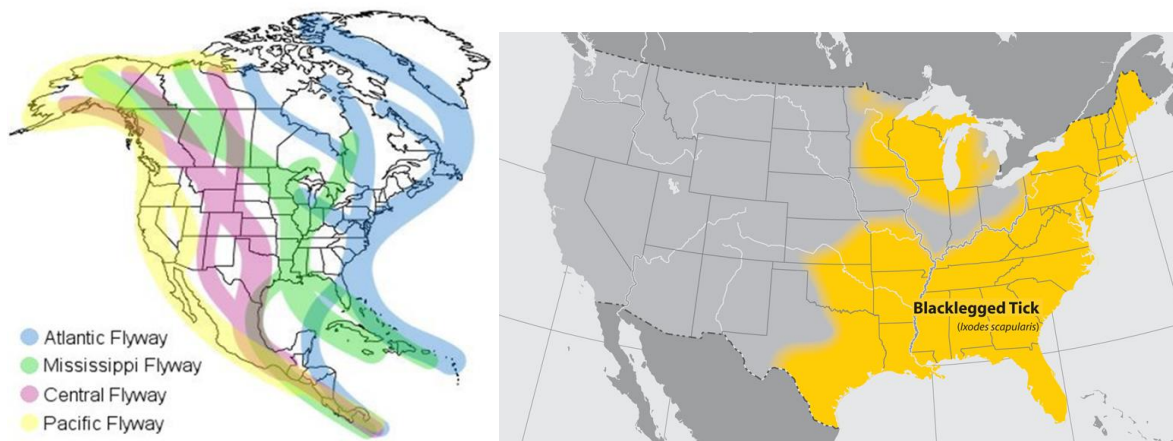 Atlantic Flyway
Mississippi Flyway
Central Flyway
Pacific Flyway
Blacklegged Tick
(Ixodes scapularis)